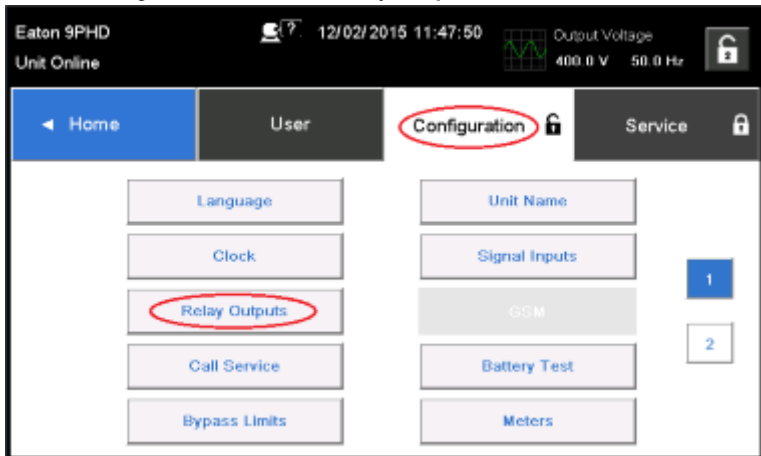 Eaton 9PHD
Unit Online
? 12/02/2015 11:47:50
Output Voltage
400.0 V 50.0 Hz
2
◄ Home
User
Configuration
Service
Language
Unit Name
Clock
Signal Inputs
Relay Outputs
GSM
Call Service
Battery Test
Bypass Limits
Meters
1
2